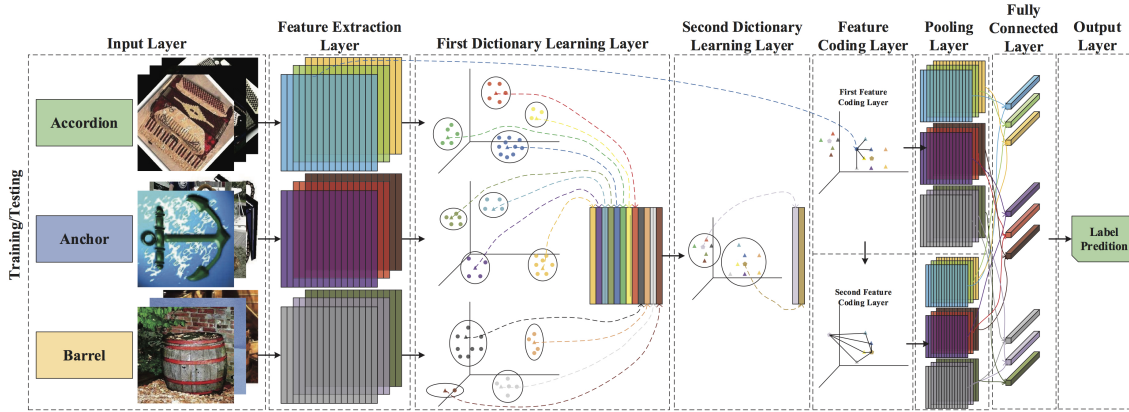 Input Layer
Feature Extraction
Layer
First Dictionary Learning Layer
Second Dictionary
Learning Layer
Feature
Coding Layer
Pooling
Layer
Fully
Connected
Layer
Output
Layer
Training/Testing
Accordion
Anchor
Barrel
First Feature
Coding Layer
Second Feature
Coding Layer
Label
Predition